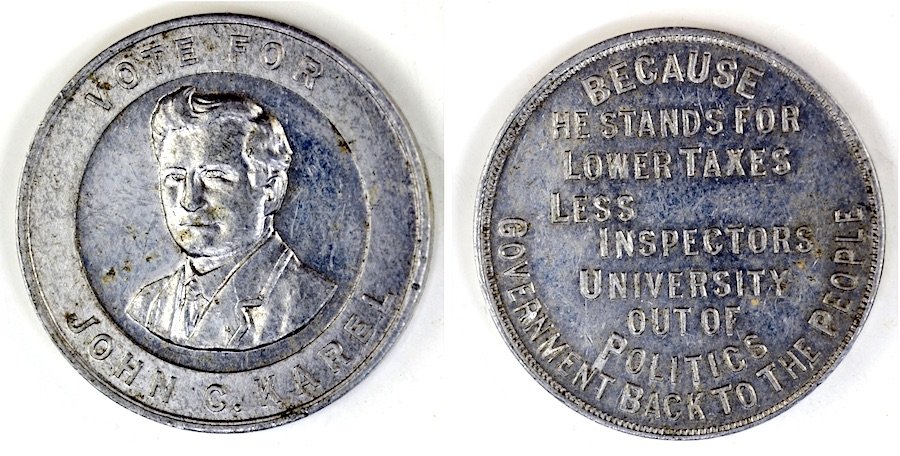 VOTE FOR
JOHN C. KAREL
BECAUSE
HE STANDS FOR
LOWER TAXES
LESS
INSPECTORS
UNIVERSITY
OUT OF
POLITICS
GOVERNMENT BACK TO THE PEOPLE